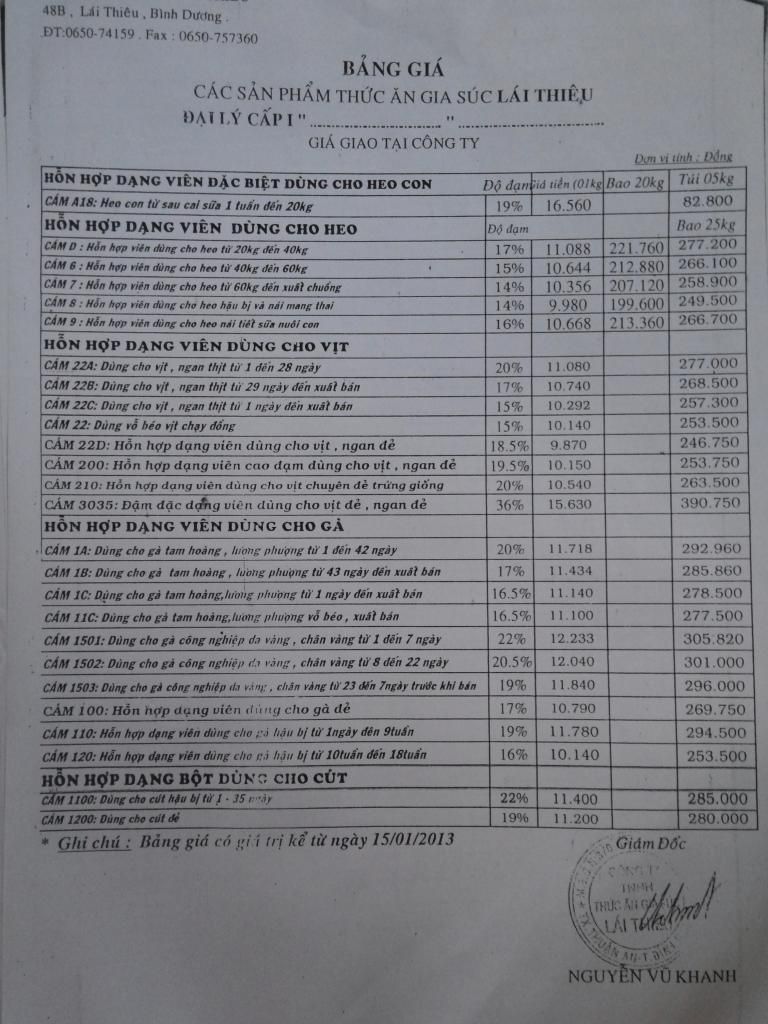 48B , Lái Thiêu , Bình Dương .
ĐT:0650-74159 . Fax : 0650-757360
BẢNG GIÁ
CÁC SẢN PHẨM THỨC ĂN GIA SÚC LÁI THIÊU
ĐẠI LÝ CẤP I " ........................ " ...........................
GIÁ GIAO TẠI CÔNG TY
Đơn vị tính : Đồng
HỖN HỢP DẠNG VIÊN ĐẶC BIỆT DÙNG CHO HEO CON Độ đạm Giá tiền (01kg Bao 20kg Túi 05kg
CÁM A18: Heo con từ sau cai sữa 1 tuần đến 20kg 19% 16.560 82.800
HỖN HỢP DẠNG VIÊN DÙNG CHO HEO Độ đạm Bao 25kg
CÁM D : Hỗn hợp viên dùng cho heo từ 20kg đến 40kg 17% 11.088 221.760 277.200
CÁM 6 : Hỗn hợp viên dùng cho heo từ 40kg đến 60kg 15% 10.644 212.880 266.100
CÁM 7 : Hỗn hợp viên dùng cho heo từ 60kg đến xuất chuồng 14% 10.356 207.120 258.900
CÁM 8 : Hỗn hợp viên dùng cho heo hậu bị và nái mang thai 14% 9.980 199.600 249.500
CÁM 9 : Hỗn hợp viên dùng cho heo nái tiết sữa nuôi con 16% 10.668 213.360 266.700
HỖN HỢP DẠNG VIÊN DÙNG CHO VỊT
CÁM 22A: Dùng cho vịt , ngan thịt từ 1 đến 28 ngày 20% 11.080 277.000
CÁM 22B: Dùng cho vịt , ngan thịt từ 29 ngày đến xuất bán 17% 10.740 268.500
CÁM 22C: Dùng cho vịt , ngan thịt từ 1 ngày đến xuất bán 15% 10.292 257.300
CÁM 22: Dùng vỗ béo vịt chạy đồng 15% 10.140 253.500
CÁM 22D: Hỗn hợp dạng viên dùng cho vịt , ngan đẻ 18.5% 9.870 246.750
CÁM 200: Hỗn hợp dạng viên cao đạm dùng cho vịt , ngan đẻ 19.5% 10.150 253.750
CÁM 210: Hỗn hợp dạng viên dùng cho vịt chuyên đẻ trứng giống 20% 10.540 263.500
CÁM 3035: Đậm đặc dạng viên dùng cho vịt đẻ , ngan đẻ 36% 15.630 390.750
HỖN HỢP DẠNG VIÊN DÙNG CHO GÀ
CÁM 1A: Dùng cho gà tam hoàng , lương phượng từ 1 đến 42 ngày 20% 11.718 292.960
CÁM 1B: Dùng cho gà tam hoàng , lương phượng từ 43 ngày đến xuất bán 17% 11.434 285.860
CÁM 1C: Dùng cho gà tam hoàng,lương phượng từ 1 ngày đến xuất bán 16.5% 11.140 278.500
CÁM 11C: Dùng cho gà tam hoàng,lương phượng vỗ béo , xuất bán 16.5% 11.100 277.500
CÁM 1501: Dùng cho gà công nghiệp da vàng , chân vàng từ 1 đến 7 ngày 22% 12.233 305.820
CÁM 1502: Dùng cho gà công nghiệp da vàng , chân vàng từ 8 đến 22 ngày 20.5% 12.040 301.000
CÁM 1503: Dùng cho gà công nghiệp da vàng , chân vàng từ 23 đến 7ngày trước khi bán 19% 11.840 296.000
CÁM 100: Hỗn hợp dạng viên dùng cho gà đẻ 17% 10.790 269.750
CÁM 110: Hỗn hợp dạng viên dùng cho gà hậu bị từ 1ngày đến 9tuần 19% 11.780 294.500
CÁM 120: Hỗn hợp dạng viên dùng cho gà hậu bị từ 10tuần đến 18tuần 16% 10.140 253.500
HỖN HỢP DẠNG BỘT DÙNG CHO CÚT
CÁM 1100: Dùng cho cút hậu bị từ 1 - 35 ngày 22% 11.400 285.000
CÁM 1200: Dùng cho cút đẻ 19% 11.200 280.000
* Ghi chú : Bảng giá có giá trị kể từ ngày 15/01/2013
Giám Đốc
CÔNG TY
TNHH
THỨC ĂN GIA SÚC
LÁI THIÊU
NGUYỄN VŨ KHANH